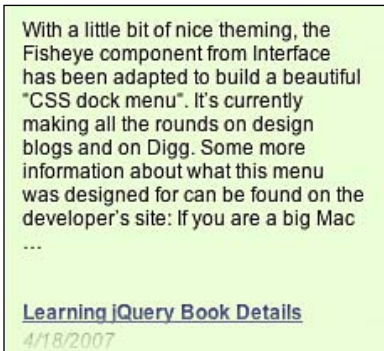 With a little bit of nice theming, the
Fisheye component from Interface
has been adapted to build a beautiful
"CSS dock menu". It's currently
making all the rounds on design
blogs and on Digg. Some more
information about what this menu
was designed for can be found on the
developer's site: If you are a big Mac
...
Learning jQuery Book Details
4/18/2007